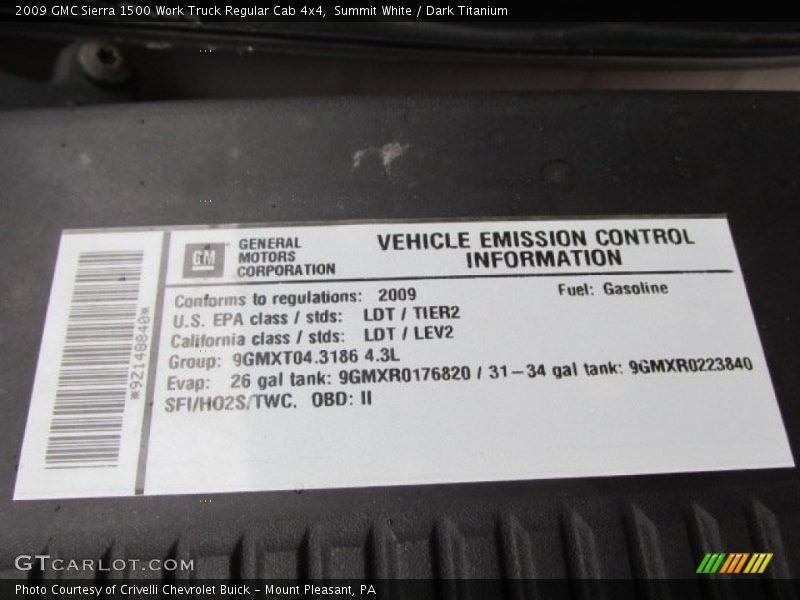 2009 GMC Sierra 1500 Work Truck Regular Cab 4x4, Summit White / Dark Titanium
GM
GENERAL
MOTORS
CORPORATION
VEHICLE EMISSION CONTROL
INFORMATION
Conforms to regulations: 2009
Fuel: Gasoline
U.S. EPA class / stds: LDT / TIER2
California class / stds: LDT / LEV2
Group: 9GMXT04.3186 4.3L
Evap: 26 gal tank: 9GMXR0176820 / 31-34 gal tank: 9GMXR0223840
SFI/HO2S/TWC. OBD: II
*92148840*
GTCARLOT.COM
Photo Courtesy of Crivelli Chevrolet Buick - Mount Pleasant, PA